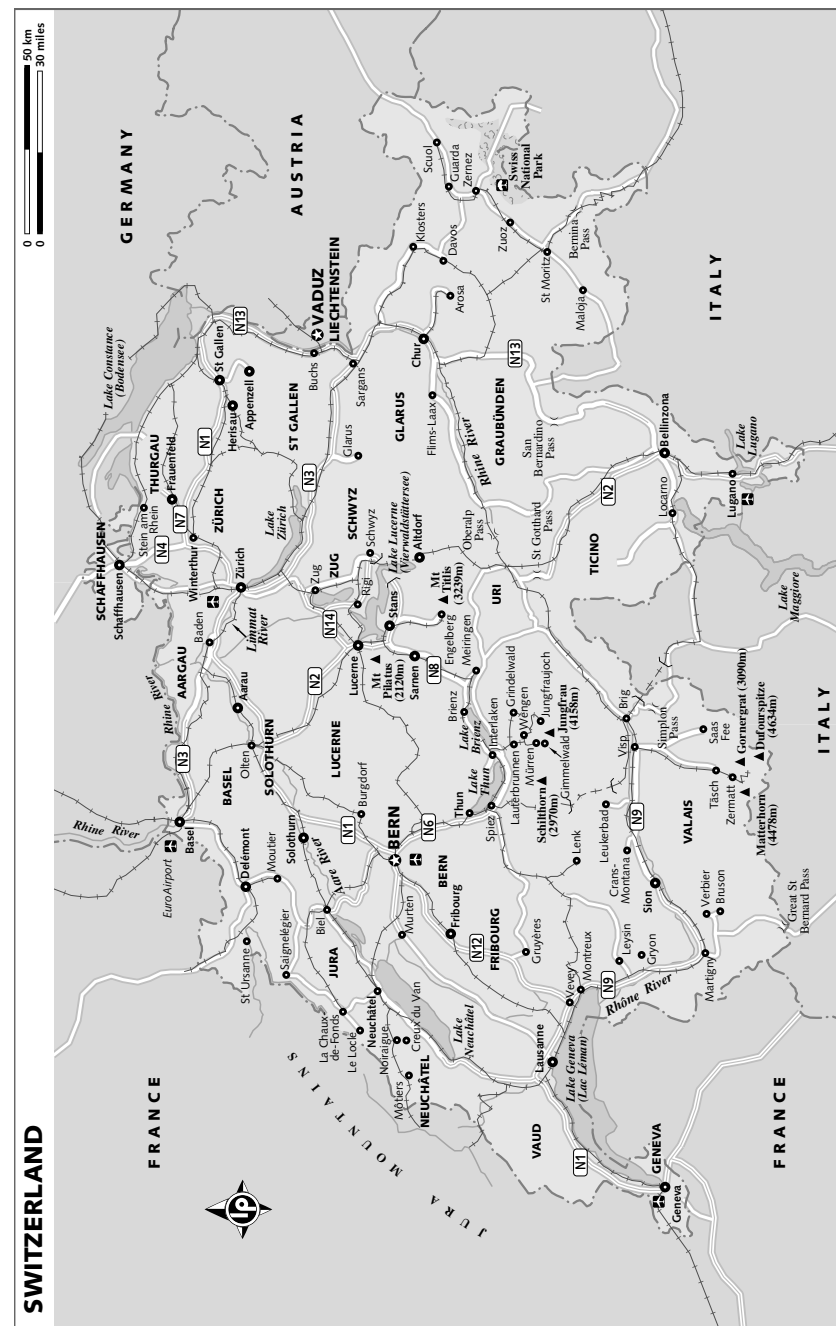 SWITZERLAND
0 50 km
0 30 miles
GERMANY
AUSTRIA
FRANCE
FRANCE
ITALY
ITALY
JURA MOUNTAINS
lp
Lake Constance
(Bodensee)
SCHAFFHAUSEN
Schaffhausen
Stein am
Rhein
THURGAU
Frauenfeld
N4
N7
N1
N13
St Gallen
Herisau
Appenzell
Winterthur
ZÜRICH
Zürich
Baden
Limmat
River
AARGAU
Rhine River
Rhine River
N3
Basel
EuroAirport
BASEL
Aarau
Olten
SOLOTHURN
Solothurn
Delémont
Moutier
St Ursanne
Saignelégier
JURA
Biel
Aare River
La Chaux-
de-Fonds
Le Locle
Neuchâtel
Noiraigue
Creux du Van
Môtiers
NEUCHÂTEL
Lake
Neuchâtel
Murten
BERN
BERN
N1
Burgdorf
N2
LUCERNE
Lucerne
N14
Zug
ZUG
Rigi
Lake
Zürich
N3
ST GALLEN
Buchs
VADUZ
LIECHTENSTEIN
Sargans
Glarus
GLARUS
SCHWYZ
Schwyz
Lake Lucerne
(Vierwaldstättersee)
Altdorf
Stans
Mt
Pilatus
(2120m)
Sarnen
N8
Mt
Titlis
(3239m)
Engelberg
Meiringen
Brienz
Lake
Brienz
Interlaken
Grindelwald
Wengen
Jungfraujoch
Jungfrau
(4158m)
Lauterbrunnen
Mürren
Gimmelwald
Schilthorn
(2970m)
Thun
Lake
Thun
Spiez
N6
Fribourg
N12
FRIBOURG
Gruyères
Lenk
Klosters
Davos
Arosa
Chur
Flims-Laax
Rhine
River
GRAUBÜNDEN
N13
Scuol
Guarda
Zernez
Swiss
National
Park
Zuoz
St Moritz
Bernina
Pass
Maloja
San
Bernardino
Pass
Oberalp
Pass
URI
St Gotthard Pass
N2
TICINO
Bellinzona
Locarno
Lugano
Lake
Lugano
Lake
Maggiore
Brig
Visp
Simplon
Pass
Saas
Fee
Täsch
Zermatt
Gornergrat (3090m)
Dufourspitze
(4634m)
Matterhorn
(4478m)
VALAIS
N9
Leukerbad
Crans-
Montana
Sion
Verbier
Bruson
Great St
Bernard Pass
Martigny
Leysin
Gryon
N9
Rhône River
Montreux
Vevey
Lausanne
Lake Geneva
(Lac Léman)
VAUD
N1
GENEVA
Geneva